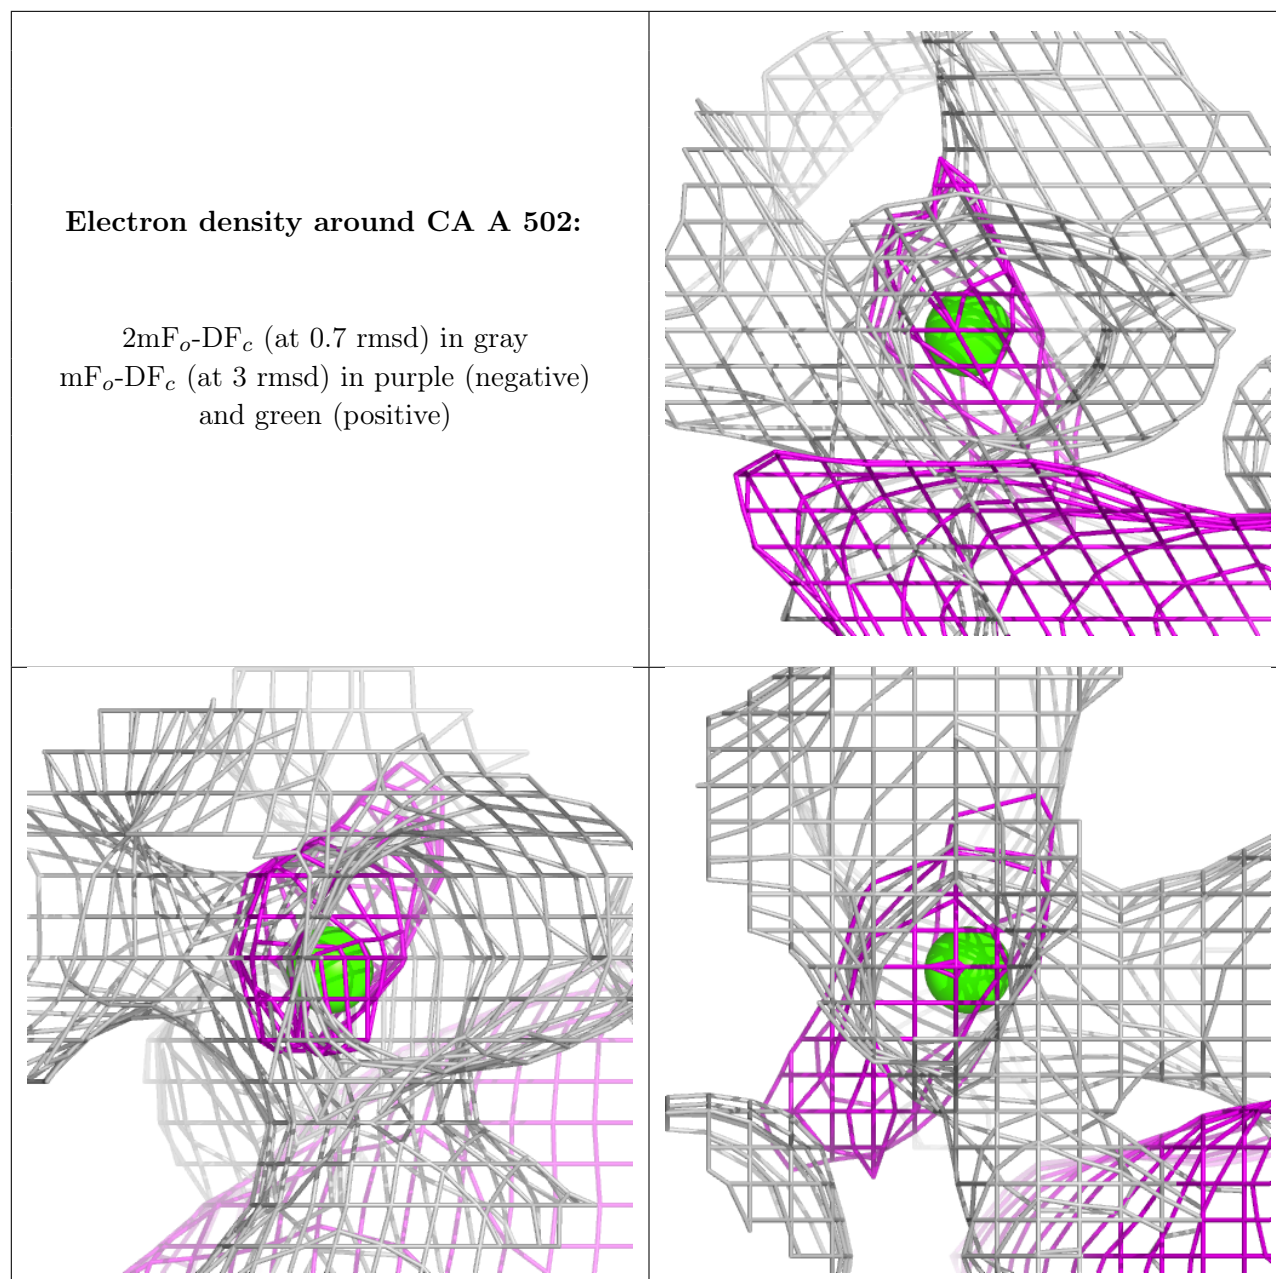 Electron density around CA A 502:
2mFo-DFc (at 0.7 rmsd) in gray
mFo-DFc (at 3 rmsd) in purple (negative)
and green (positive)